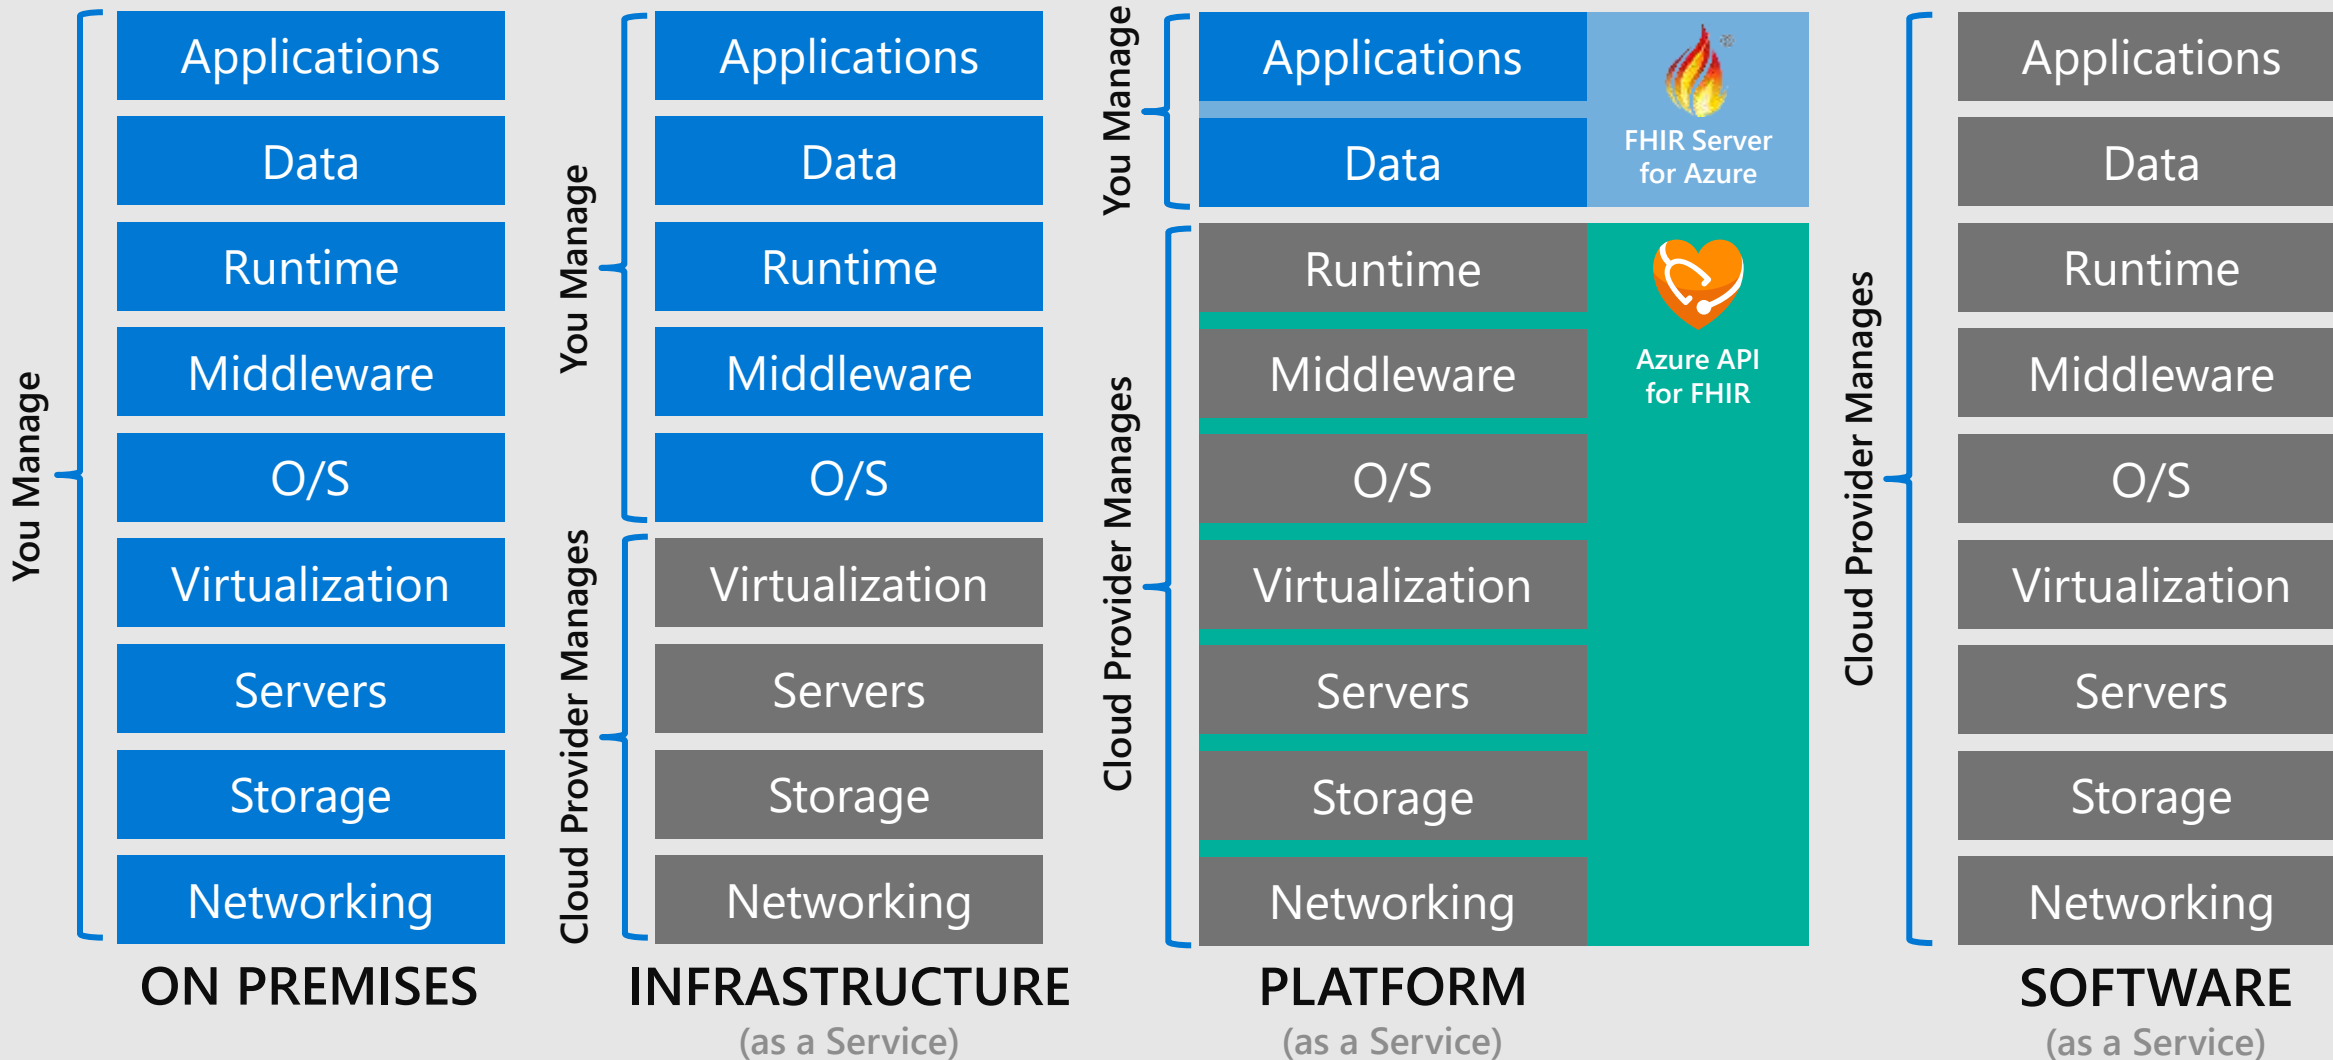 You Manage
Applications
Data
Runtime
Middleware
O/S
Virtualization
Servers
Storage
Networking
ON PREMISES
You Manage
Cloud Provider Manages
Applications
Data
Runtime
Middleware
O/S
Virtualization
Servers
Storage
Networking
INFRASTRUCTURE
(as a Service)
You Manage
Cloud Provider Manages
Applications
Data
FHIR Server
for Azure
Runtime
Middleware
O/S
Virtualization
Servers
Storage
Networking
Azure API
for FHIR
PLATFORM
(as a Service)
Cloud Provider Manages
Applications
Data
Runtime
Middleware
O/S
Virtualization
Servers
Storage
Networking
SOFTWARE
(as a Service)